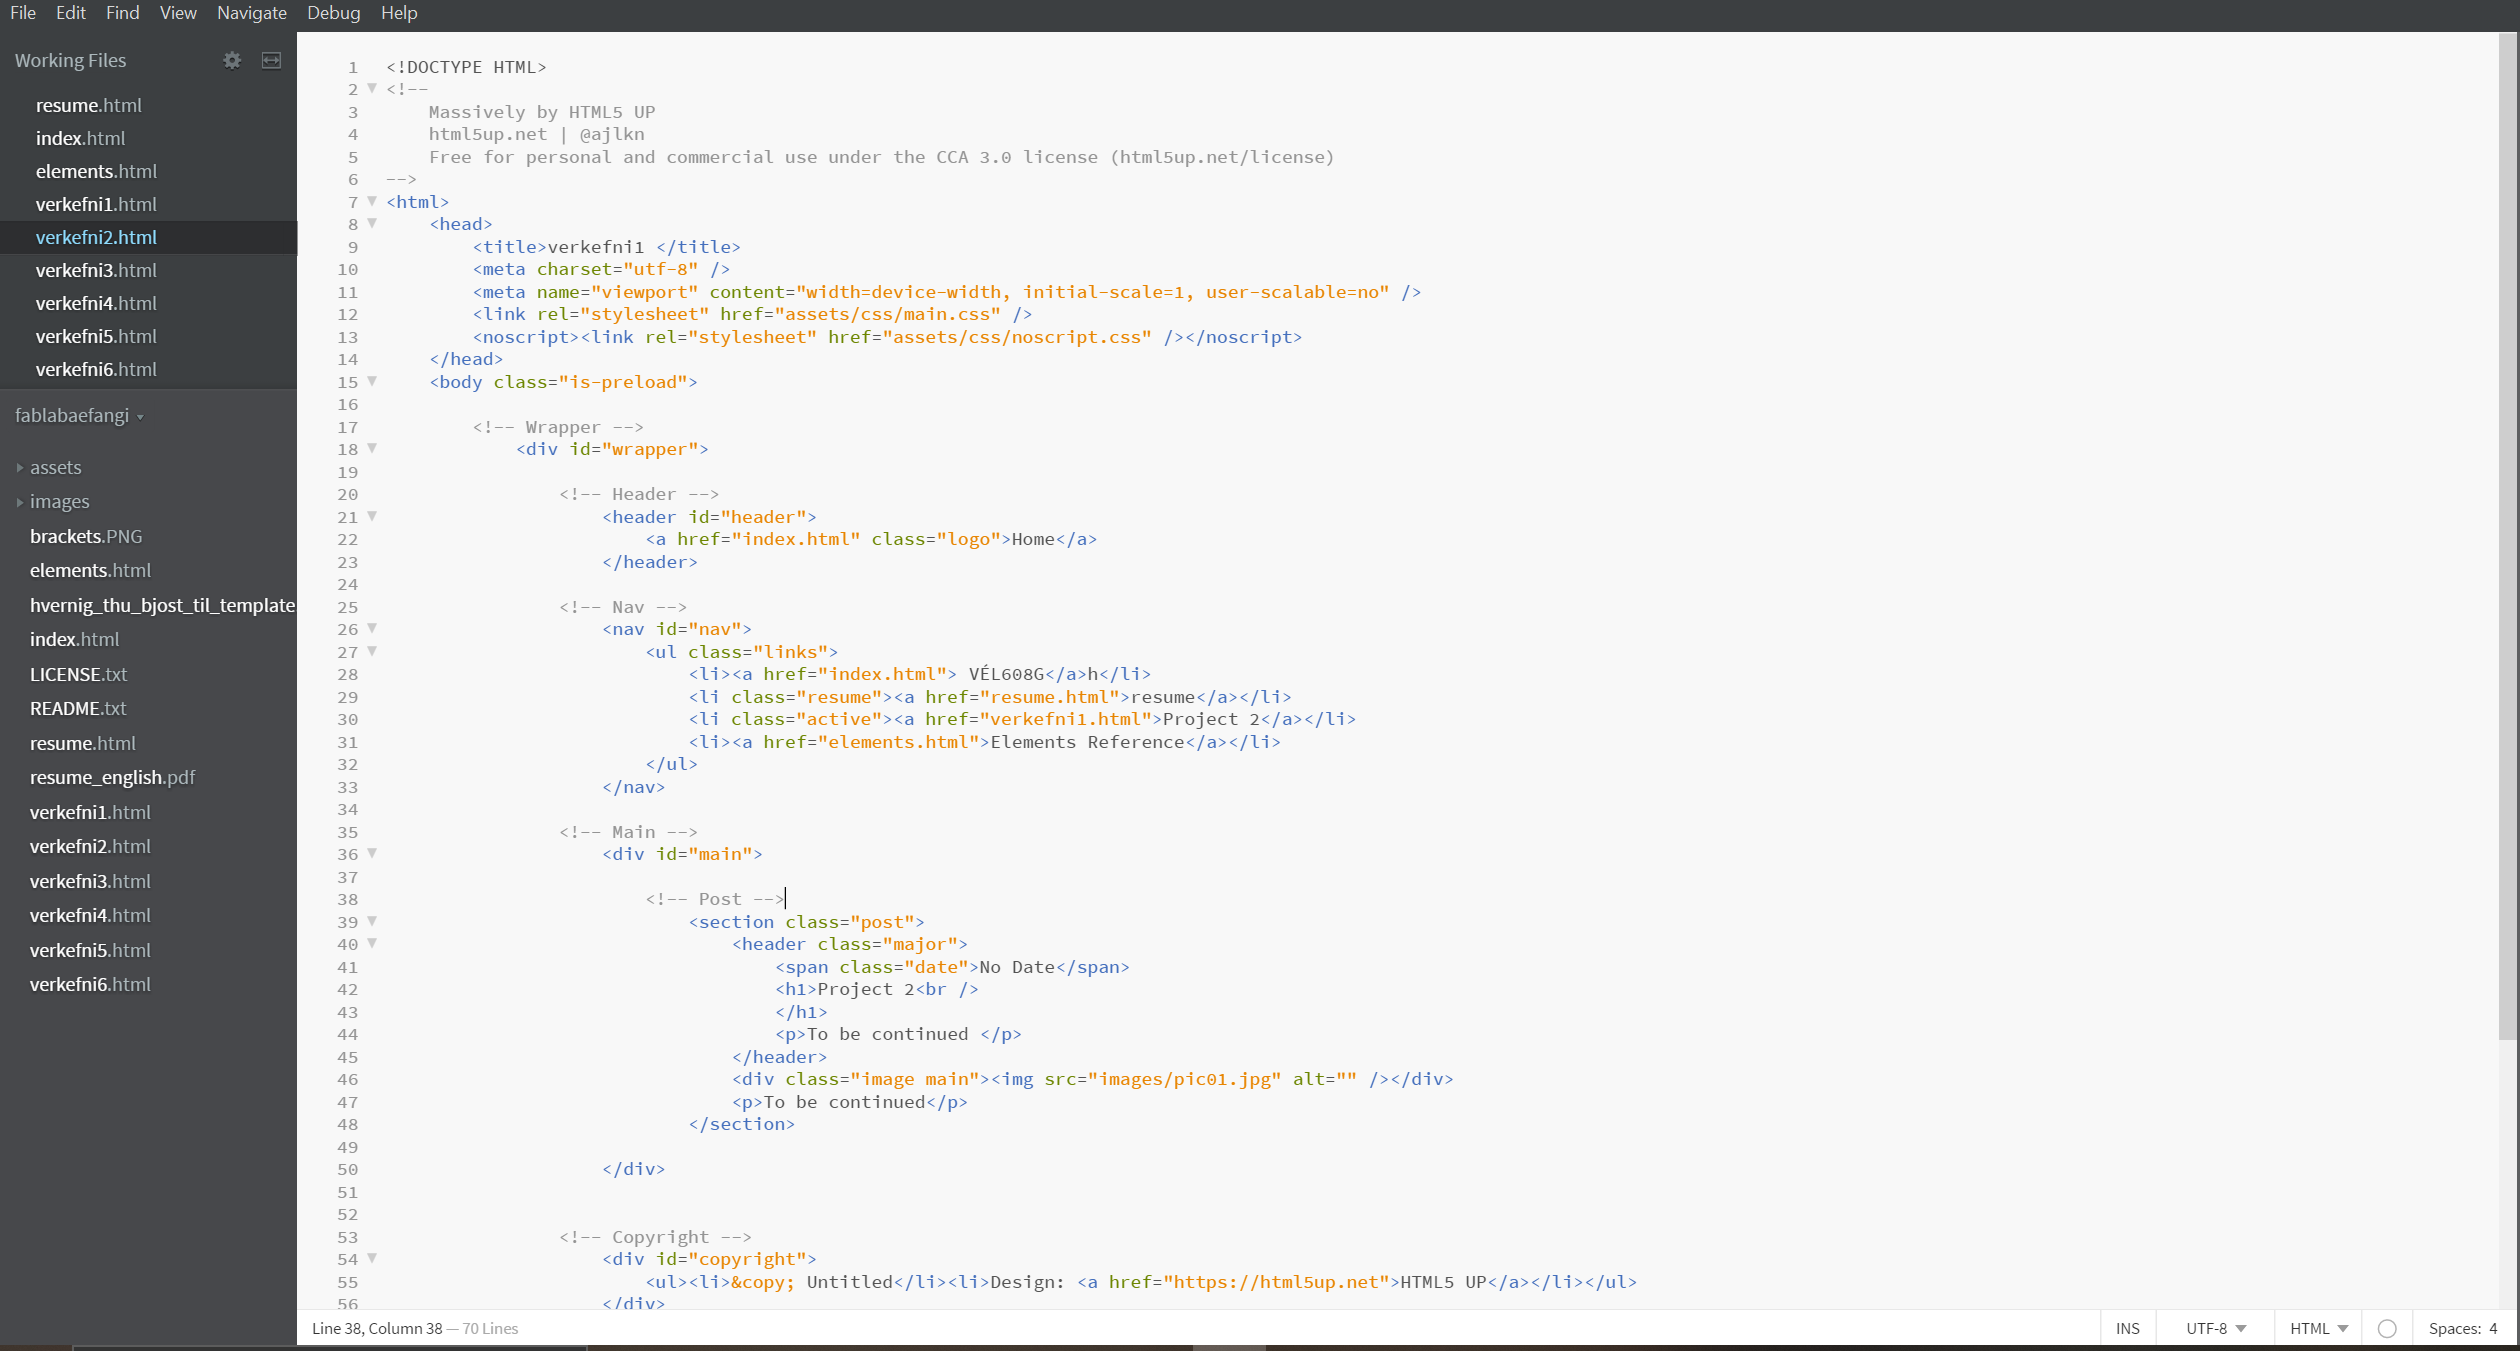 File Edit Find View Navigate Debug Help
Working Files
resume.html
index.html
elements.html
verkefni1.html
verkefni2.html
verkefni3.html
verkefni4.html
verkefni5.html
verkefni6.html
fablabaefangi
assets
images
brackets.PNG
elements.html
hvernig_thu_bjost_til_template
index.html
LICENSE.txt
README.txt
resume.html
resume_english.pdf
verkefni1.html
verkefni2.html
verkefni3.html
verkefni4.html
verkefni5.html
verkefni6.html
1 <!DOCTYPE HTML>
2 <!--
3 Massively by HTML5 UP
4 html5up.net | @ajlkn
5 Free for personal and commercial use under the CCA 3.0 license (html5up.net/license)
6 -->
7 <html>
8 <head>
9 <title>verkefni1 </title>
10 <meta charset="utf-8" />
11 <meta name="viewport" content="width=device-width, initial-scale=1, user-scalable=no" />
12 <link rel="stylesheet" href="assets/css/main.css" />
13 <noscript><link rel="stylesheet" href="assets/css/noscript.css" /></noscript>
14 </head>
15 <body class="is-preload">
16
17 <!-- Wrapper -->
18 <div id="wrapper">
19
20 <!-- Header -->
21 <header id="header">
22 <a href="index.html" class="logo">Home</a>
23 </header>
24
25 <!-- Nav -->
26 <nav id="nav">
27 <ul class="links">
28 <li><a href="index.html"> VÉL608G</a>h</li>
29 <li class="resume"><a href="resume.html">resume</a></li>
30 <li class="active"><a href="verkefni1.html">Project 2</a></li>
31 <li><a href="elements.html">Elements Reference</a></li>
32 </ul>
33 </nav>
34
35 <!-- Main -->
36 <div id="main">
37
38 <!-- Post -->
39 <section class="post">
40 <header class="major">
41 <span class="date">No Date</span>
42 <h1>Project 2<br />
43 </h1>
44 <p>To be continued </p>
45 </header>
46 <div class="image main"><img src="images/pic01.jpg" alt="" /></div>
47 <p>To be continued</p>
48 </section>
49
50 </div>
51
52
53 <!-- Copyright -->
54 <div id="copyright">
55 <ul><li>&copy; Untitled</li><li>Design: <a href="https://html5up.net">HTML5 UP</a></li></ul>
56 </div>
Line 38, Column 38 — 70 Lines INS UTF-8 HTML Spaces: 4